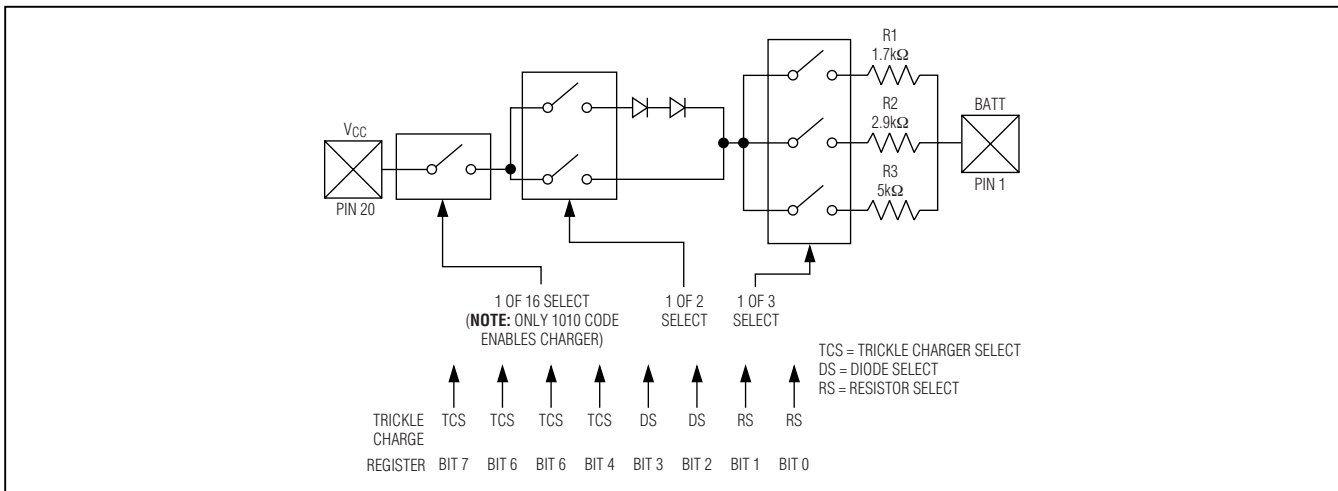 R1
1.7kΩ
R2
2.9kΩ
R3
5kΩ
VCC
PIN 20
BATT
PIN 1
1 OF 16 SELECT
(NOTE: ONLY 1010 CODE
ENABLES CHARGER)
1 OF 2
SELECT
1 OF 3
SELECT
TCS = TRICKLE CHARGER SELECT
DS = DIODE SELECT
RS = RESISTOR SELECT
TRICKLE
CHARGE
REGISTER
TCS TCS TCS TCS DS DS RS RS
BIT 7 BIT 6 BIT 6 BIT 4 BIT 3 BIT 2 BIT 1 BIT 0